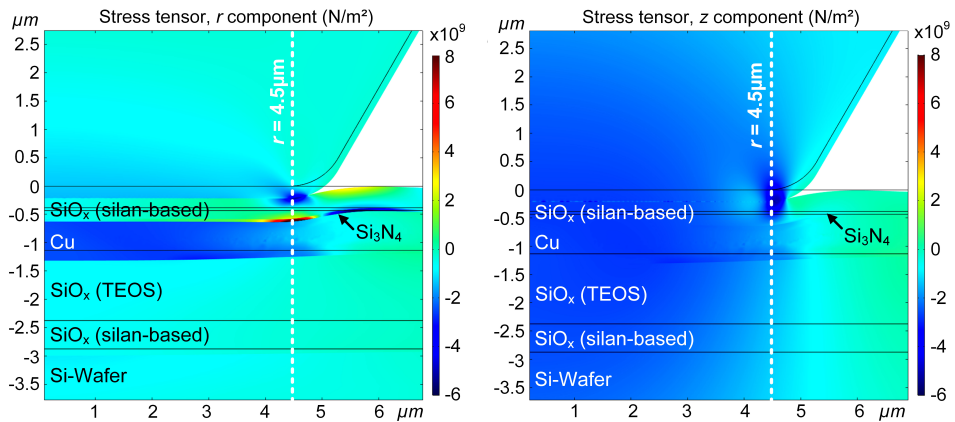 Stress tensor, r component (N/m²)
µm
x10⁹
2.5
2
1.5
1
0.5
0
-0.5
-1
-1.5
-2
-2.5
-3
-3.5
r = 4.5µm
SiOₓ (silan-based)
Si₃N₄
Cu
SiOₓ (TEOS)
SiOₓ (silan-based)
Si-Wafer
1 2 3 4 5 6 µm
8
6
4
2
0
-2
-4
-6
Stress tensor, z component (N/m²)
µm
x10⁹
2.5
2
1.5
1
0.5
0
-0.5
-1
-1.5
-2
-2.5
-3
-3.5
r = 4.5µm
SiOₓ (silan-based)
Si₃N₄
Cu
SiOₓ (TEOS)
SiOₓ (silan-based)
Si-Wafer
1 2 3 4 5 6 µm
8
6
4
2
0
-2
-4
-6